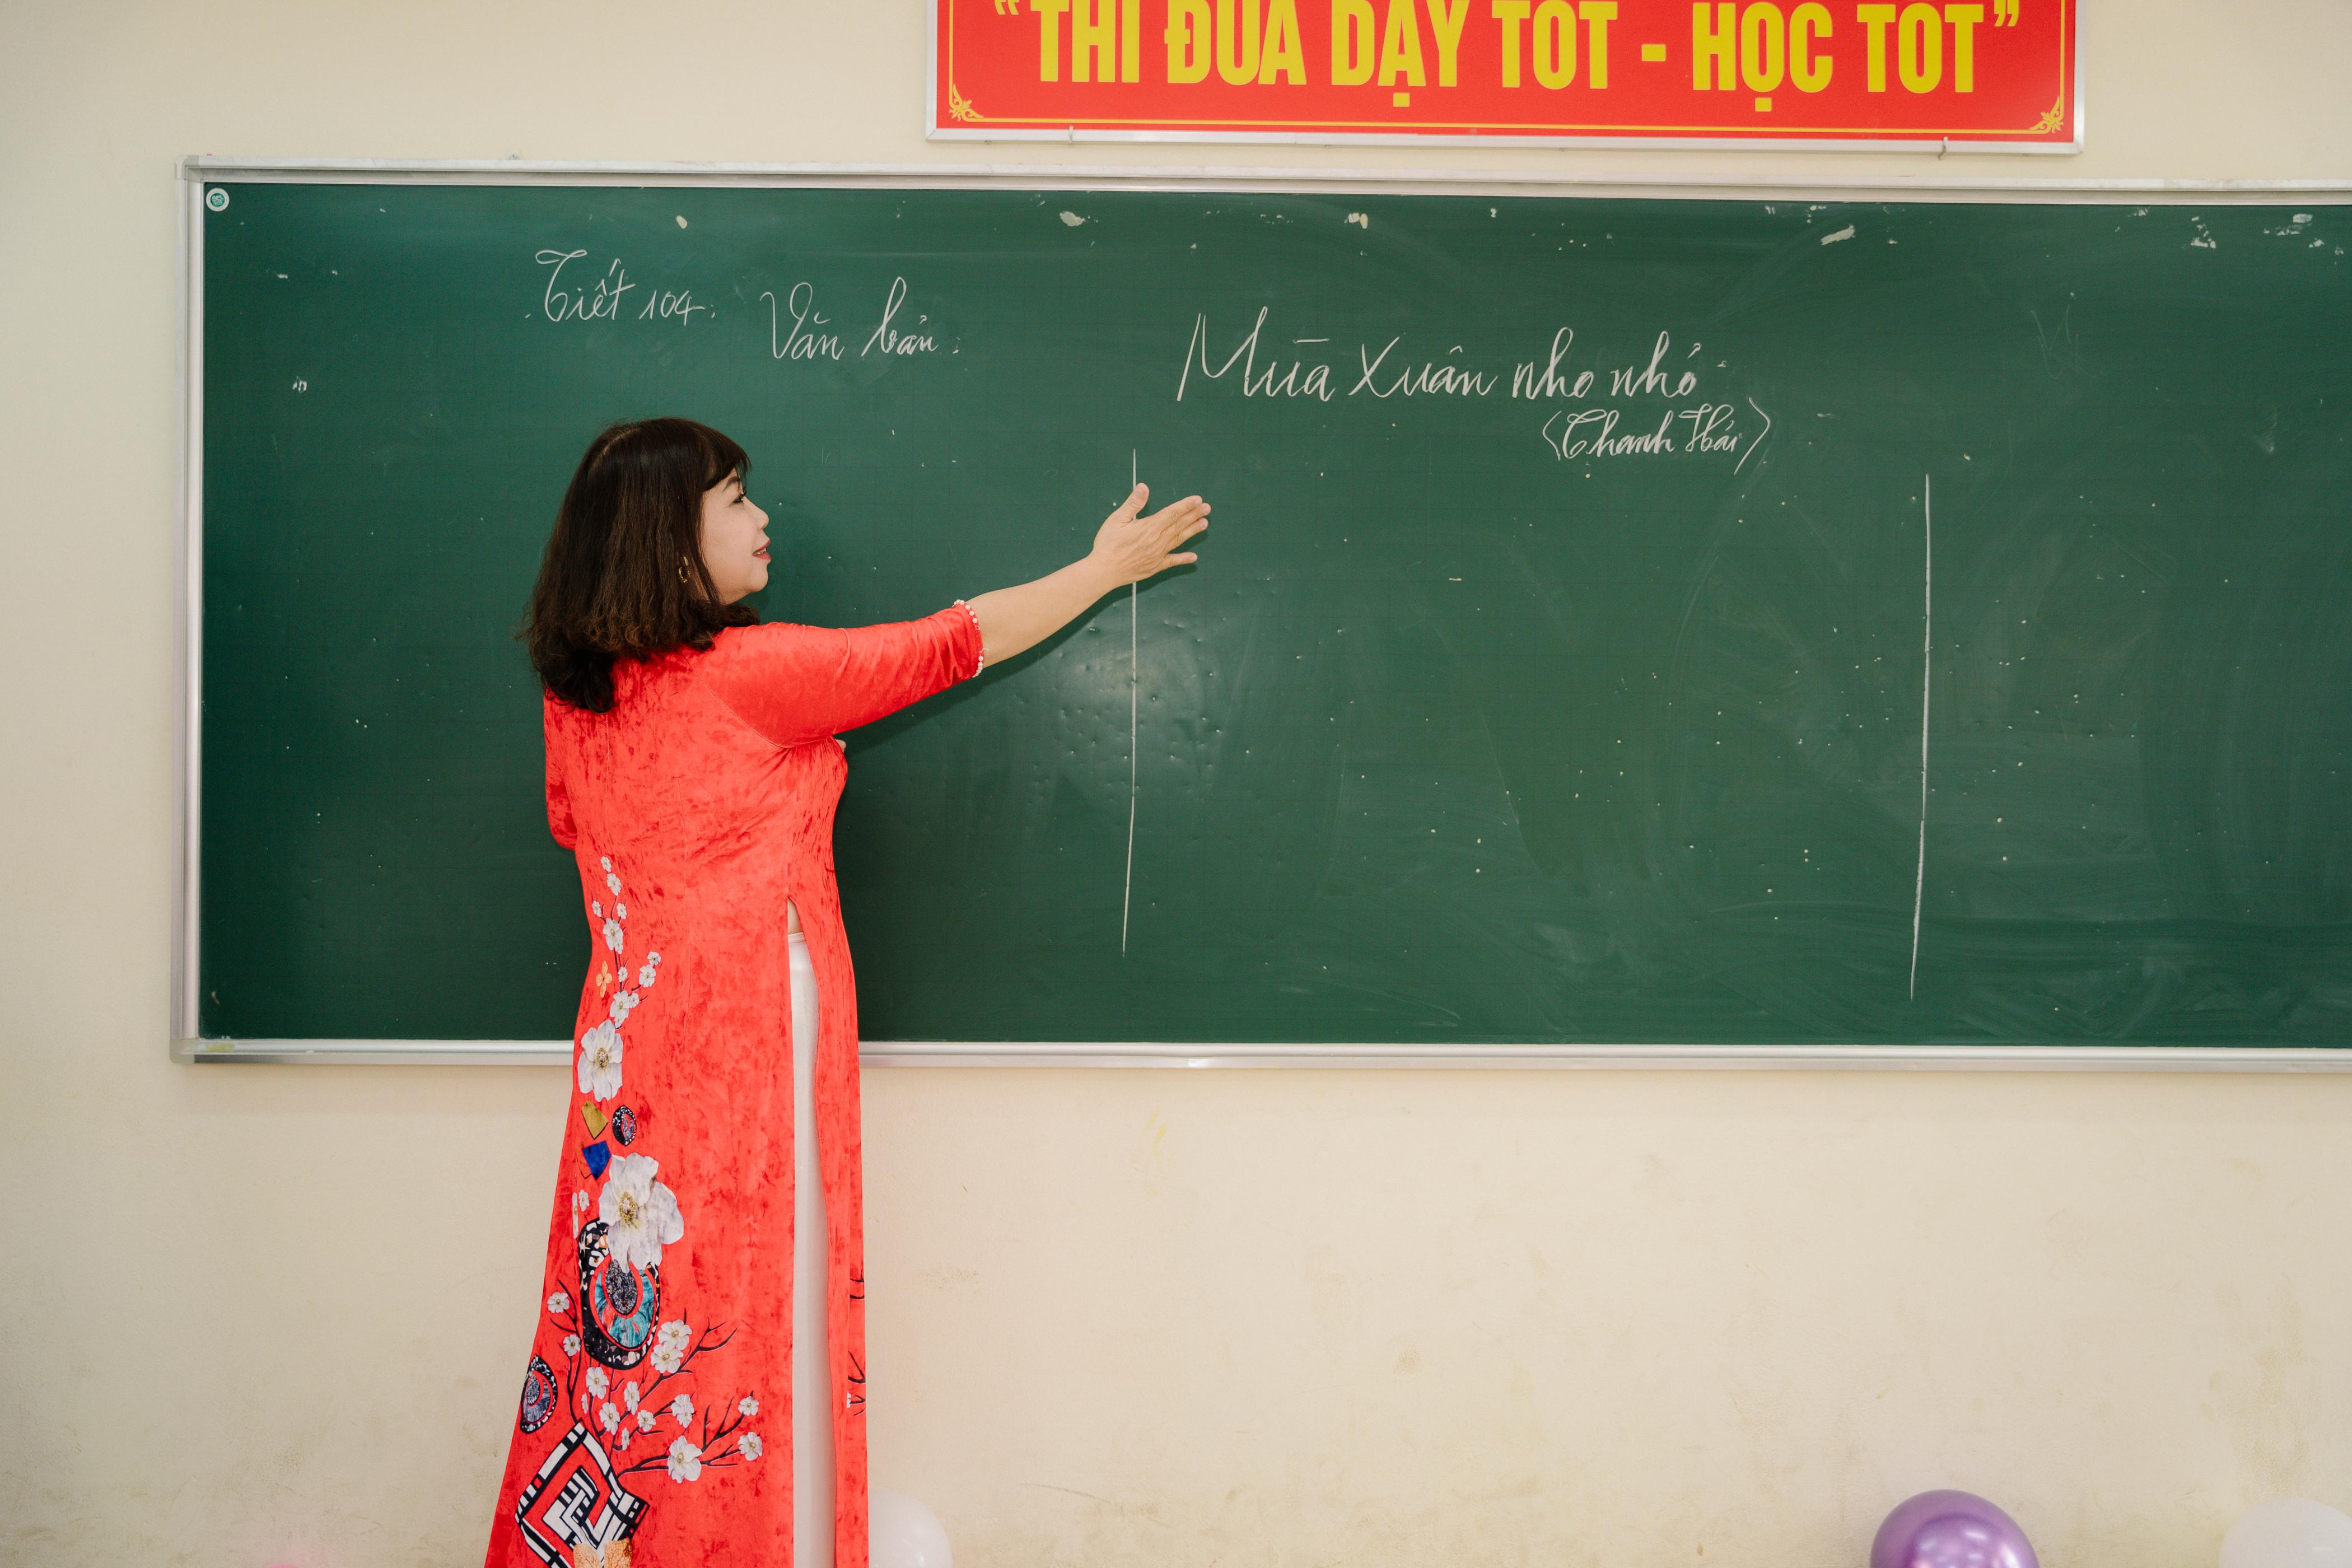 “THI ĐUA DẠY TỐT - HỌC TỐT”
Tiết 104: Văn bản:
Mùa Xuân nho nhỏ
(Thanh Hải)